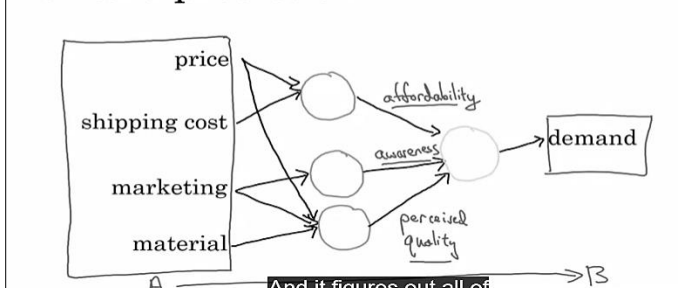 price
affordability
shipping cost
awareness
demand
marketing
perceived
quality
material
A
B
And it figures out all of